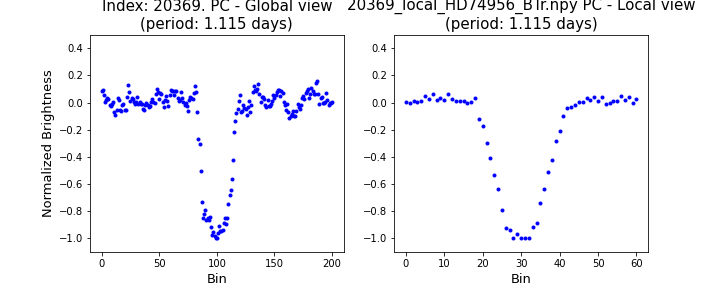 Index: 20369. PC - Global view
(period: 1.115 days)
20369_local_HD74956_BTr.npy PC - Local view
(period: 1.115 days)
Normalized Brightness
0.4
0.2
0.0
−0.2
−0.4
−0.6
−0.8
−1.0
0 50 100 150 200
Bin
0.4
0.2
0.0
−0.2
−0.4
−0.6
−0.8
−1.0
0 10 20 30 40 50 60
Bin